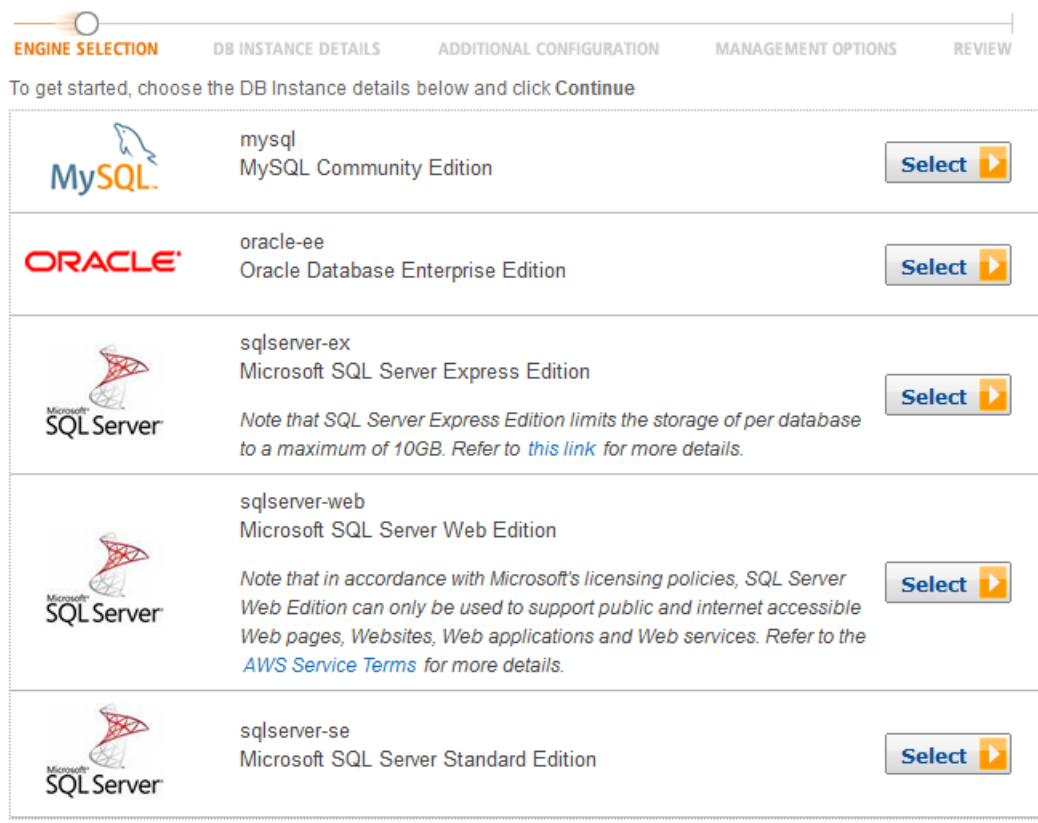 ENGINE SELECTION DB INSTANCE DETAILS ADDITIONAL CONFIGURATION MANAGEMENT OPTIONS REVIEW
To get started, choose the DB Instance details below and click Continue
MySQL™
mysql
MySQL Community Edition
Select
ORACLE®
oracle-ee
Oracle Database Enterprise Edition
Select
Microsoft®
SQL Server
sqlserver-ex
Microsoft SQL Server Express Edition
Note that SQL Server Express Edition limits the storage of per database
to a maximum of 10GB. Refer to this link for more details.
Select
Microsoft®
SQL Server
sqlserver-web
Microsoft SQL Server Web Edition
Note that in accordance with Microsoft's licensing policies, SQL Server
Web Edition can only be used to support public and internet accessible
Web pages, Websites, Web applications and Web services. Refer to the
AWS Service Terms for more details.
Select
Microsoft®
SQL Server
sqlserver-se
Microsoft SQL Server Standard Edition
Select